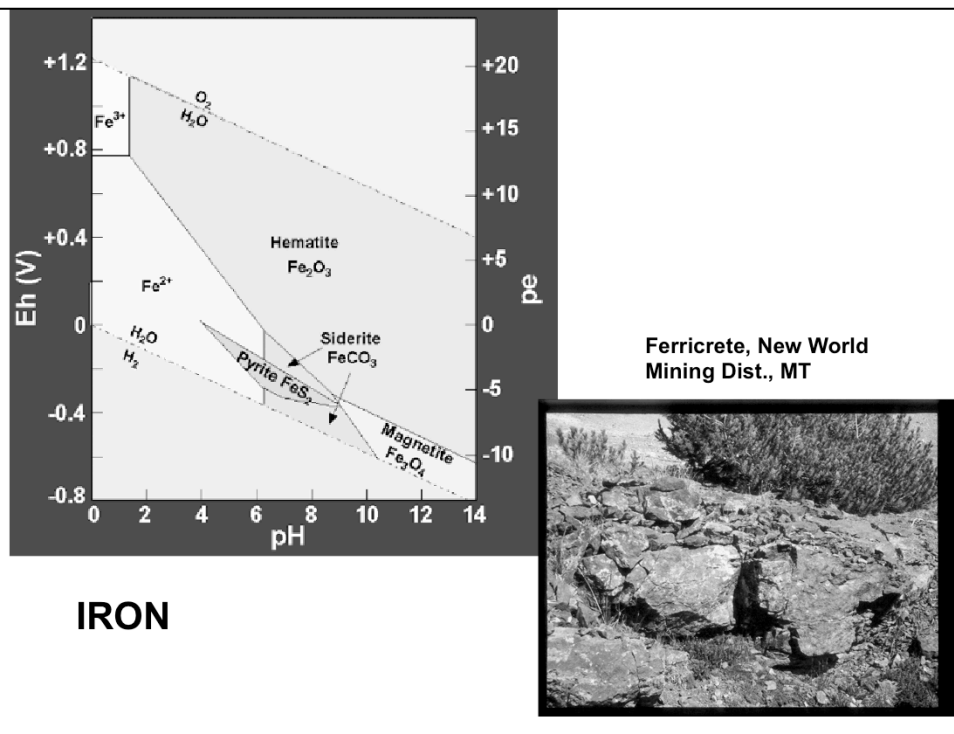 +1.2
+0.8
+0.4
0
-0.4
-0.8
Eh (V)
+20
+15
+10
+5
0
-5
-10
pe
0 2 4 6 8 10 12 14
pH
O₂
H₂O
Fe³⁺
Hematite
Fe₂O₃
Fe²⁺
H₂O
H₂
Siderite
FeCO₃
Pyrite FeS₂
Magnetite
Fe₃O₄
Ferricrete, New World
Mining Dist., MT
IRON